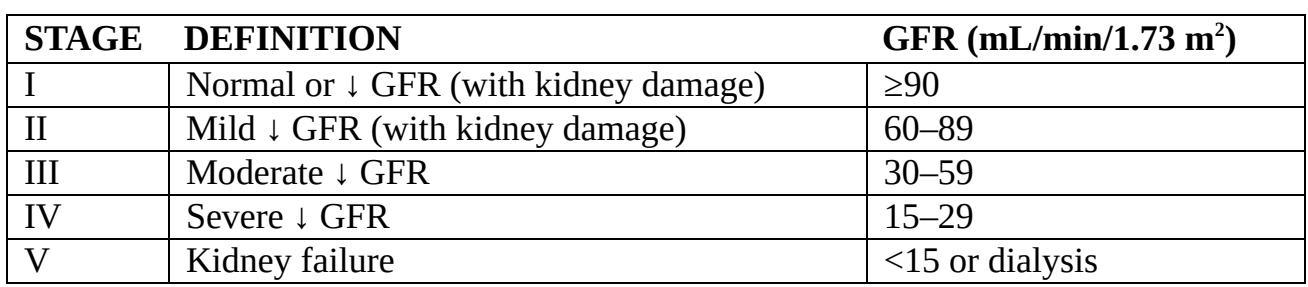 STAGE DEFINITION GFR (mL/min/1.73 m²)
I Normal or ↓ GFR (with kidney damage) ≥90
II Mild ↓ GFR (with kidney damage) 60–89
III Moderate ↓ GFR 30–59
IV Severe ↓ GFR 15–29
V Kidney failure <15 or dialysis